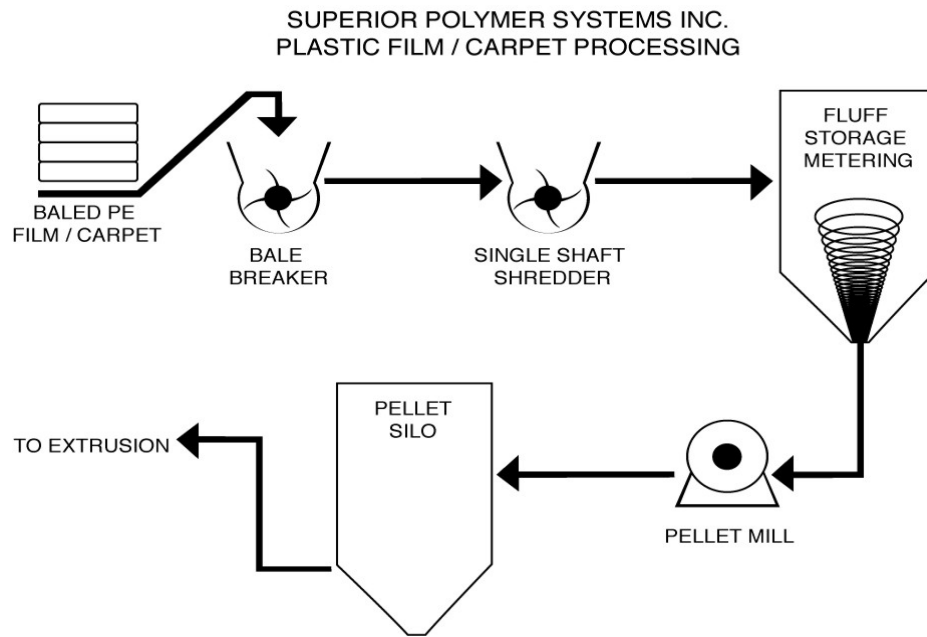 SUPERIOR POLYMER SYSTEMS INC.
PLASTIC FILM / CARPET PROCESSING
BALED PE
FILM / CARPET
BALE
BREAKER
SINGLE SHAFT
SHREDDER
FLUFF
STORAGE
METERING
TO EXTRUSION
PELLET
SILO
PELLET MILL